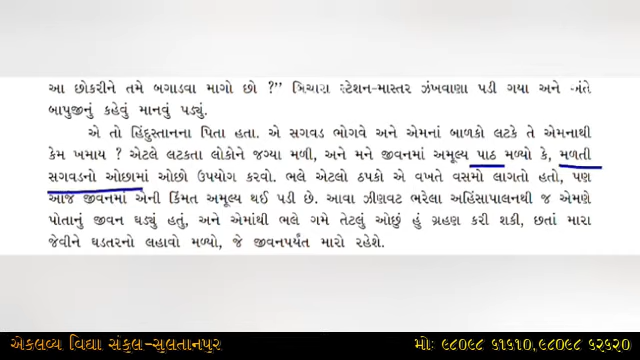 આ છોકરીને તમે બગાડવા માગો છો ?” બિચારા સ્ટેશન-માસ્તર ઝંખવાણા પડી ગયા અને અંતે
બાપુજીનું કહેવું માનવું પડ્યું.
એ તો હિંદુસ્તાનના પિતા હતા. એ સગવડ ભોગવે અને એમનાં બાળકો લટકે તે એમનાથી
કેમ ખમાય ? એટલે લટકતા લોકોને જગ્યા મળી, અને મને જીવનમાં અમૂલ્ય પાઠ મળ્યો કે, મળતી
સગવડનો ઓછામાં ઓછો ઉપયોગ કરવો. ભલે એટલો ઠપકો એ વખતે વસમો લાગતો હતો, પણ
આજ જીવનમાં એની કિંમત અમૂલ્ય થઈ પડી છે. આવા ઝીણવટ ભરેલા અહિંસાપાલનથી જ એમણે
પોતાનું જીવન ઘડ્યું હતું, અને એમાંથી ભલે ગમે તેટલું ઓછું હું ગ્રહણ કરી શકી, છતાં મારા
જેવીને ઘડતરનો લહાવો મળ્યો, જે જીવનપર્યંત મારો રહેશે.
એકલવ્ય વિદ્યા સંકુલ-સુલતાનપુર મો: ૯૮૦૯૮ ૬૧૬૧૦,૯૮૦૯૮ ૬૨૬૨૦